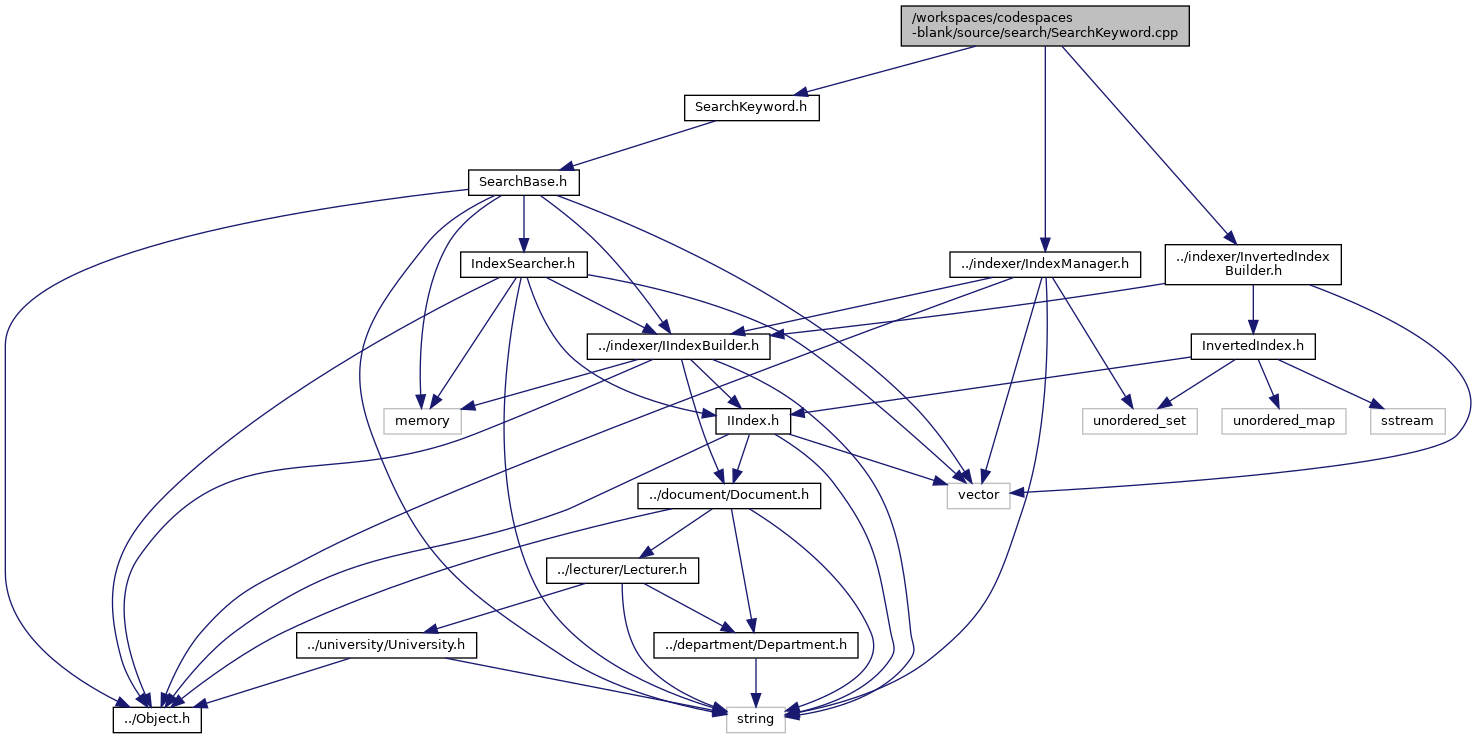 /workspaces/codespaces
-blank/source/search/SearchKeyword.cpp
SearchKeyword.h
SearchBase.h
IndexSearcher.h
../indexer/IndexManager.h
../indexer/InvertedIndex
Builder.h
../indexer/IIndexBuilder.h
InvertedIndex.h
memory
IIndex.h
unordered_set
unordered_map
sstream
../document/Document.h
vector
../lecturer/Lecturer.h
../university/University.h
../department/Department.h
../Object.h
string